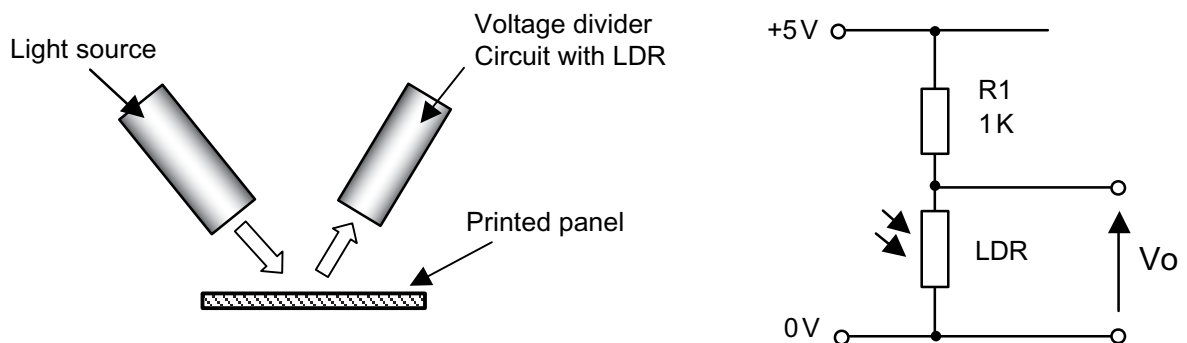 Light source
Voltage divider
Circuit with LDR
Printed panel
+5V
R1
1K
LDR
Vo
0V